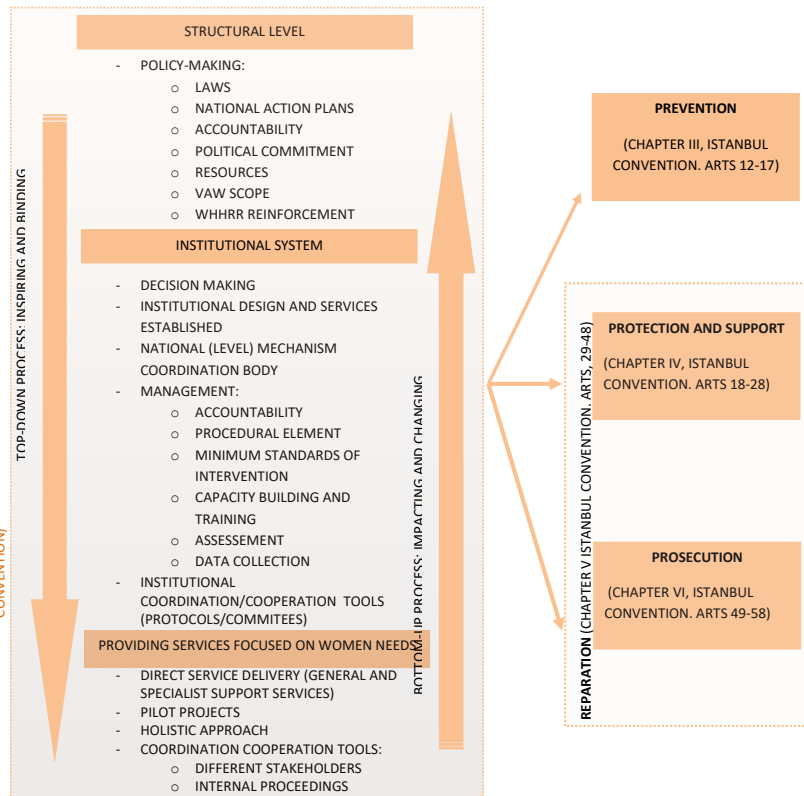 STRUCTURAL LEVEL
- POLICY-MAKING:
o LAWS
o NATIONAL ACTION PLANS
o ACCOUNTABILITY
o POLITICAL COMMITMENT
o RESOURCES
o VAW SCOPE
o WHHRR REINFORCEMENT
INSTITUTIONAL SYSTEM
- DECISION MAKING
- INSTITUTIONAL DESIGN AND SERVICES
ESTABLISHED
- NATIONAL (LEVEL) MECHANISM
COORDINATION BODY
- MANAGEMENT:
o ACCOUNTABILITY
o PROCEDURAL ELEMENT
o MINIMUM STANDARDS OF
INTERVENTION
o CAPACITY BUILDING AND
TRAINING
o ASSESSEMENT
o DATA COLLECTION
- INSTITUTIONAL
COORDINATION/COOPERATION TOOLS
(PROTOCOLS/COMMITEES)
PROVIDING SERVICES FOCUSED ON WOMEN NEEDS
- DIRECT SERVICE DELIVERY (GENERAL AND
SPECIALIST SUPPORT SERVICES)
- PILOT PROJECTS
- HOLISTIC APPROACH
- COORDINATION COOPERATION TOOLS:
o DIFFERENT STAKEHOLDERS
o INTERNAL PROCEEDINGS
TOP-DOWN PROCESS: INSPIRING AND BINDING
CONVENTION)
BOTTOM-UP PROCESS: IMPACTING AND CHANGING
PREVENTION
(CHAPTER III, ISTANBUL
CONVENTION. ARTS 12-17)
REPARATION (CHAPTER V ISTANBUL CONVENTION. ARTS, 29-48)
PROTECTION AND SUPPORT
(CHAPTER IV, ISTANBUL
CONVENTION. ARTS 18-28)
PROSECUTION
(CHAPTER VI, ISTANBUL
CONVENTION. ARTS 49-58)